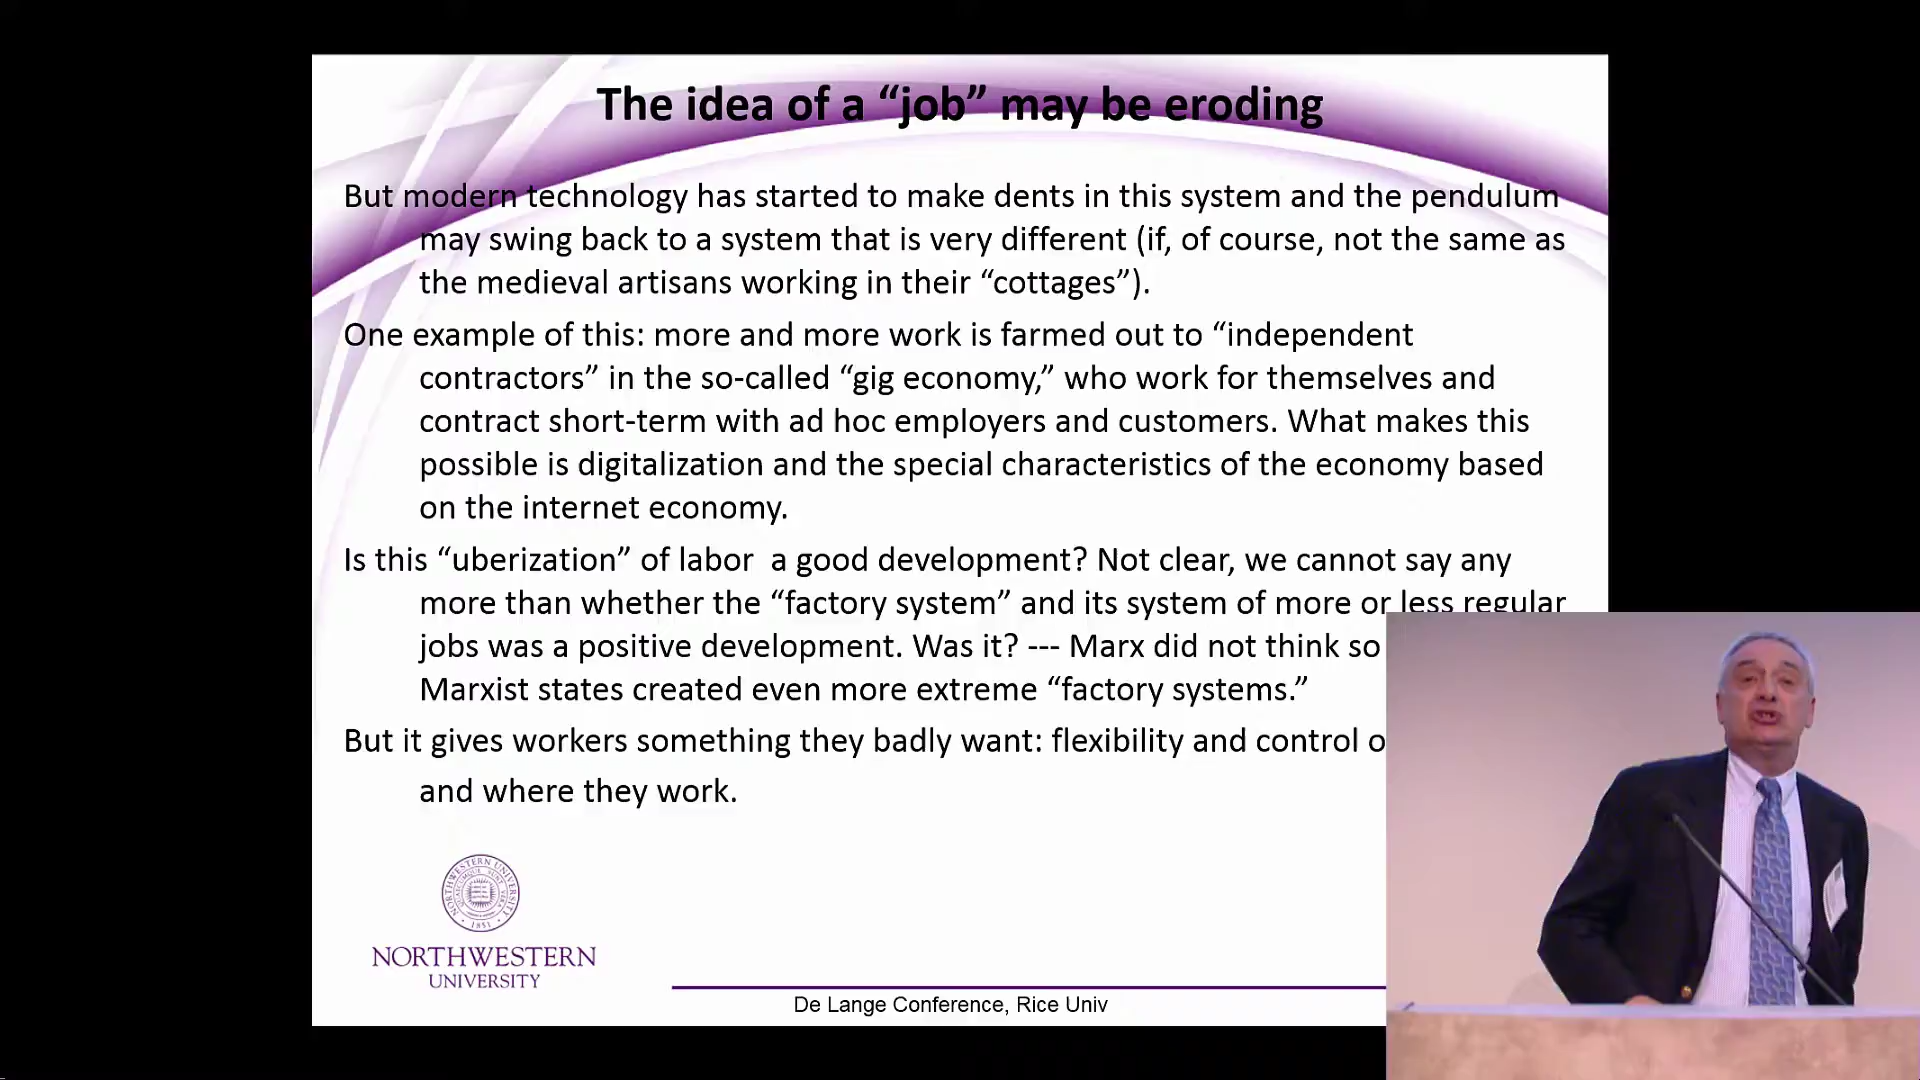 The idea of a “job” may be eroding
But modern technology has started to make dents in this system and the pendulum
may swing back to a system that is very different (if, of course, not the same as
the medieval artisans working in their “cottages”).
One example of this: more and more work is farmed out to “independent
contractors” in the so-called “gig economy,” who work for themselves and
contract short-term with ad hoc employers and customers. What makes this
possible is digitalization and the special characteristics of the economy based
on the internet economy.
Is this “uberization” of labor  a good development? Not clear, we cannot say any
more than whether the “factory system” and its system of more or less regular
jobs was a positive development. Was it? --- Marx did not think so
Marxist states created even more extreme “factory systems.”
But it gives workers something they badly want: flexibility and control
and where they work.
NORTHWESTERN UNIVERSITY
1851
NORTHWESTERN
UNIVERSITY
De Lange Conference, Rice Univ